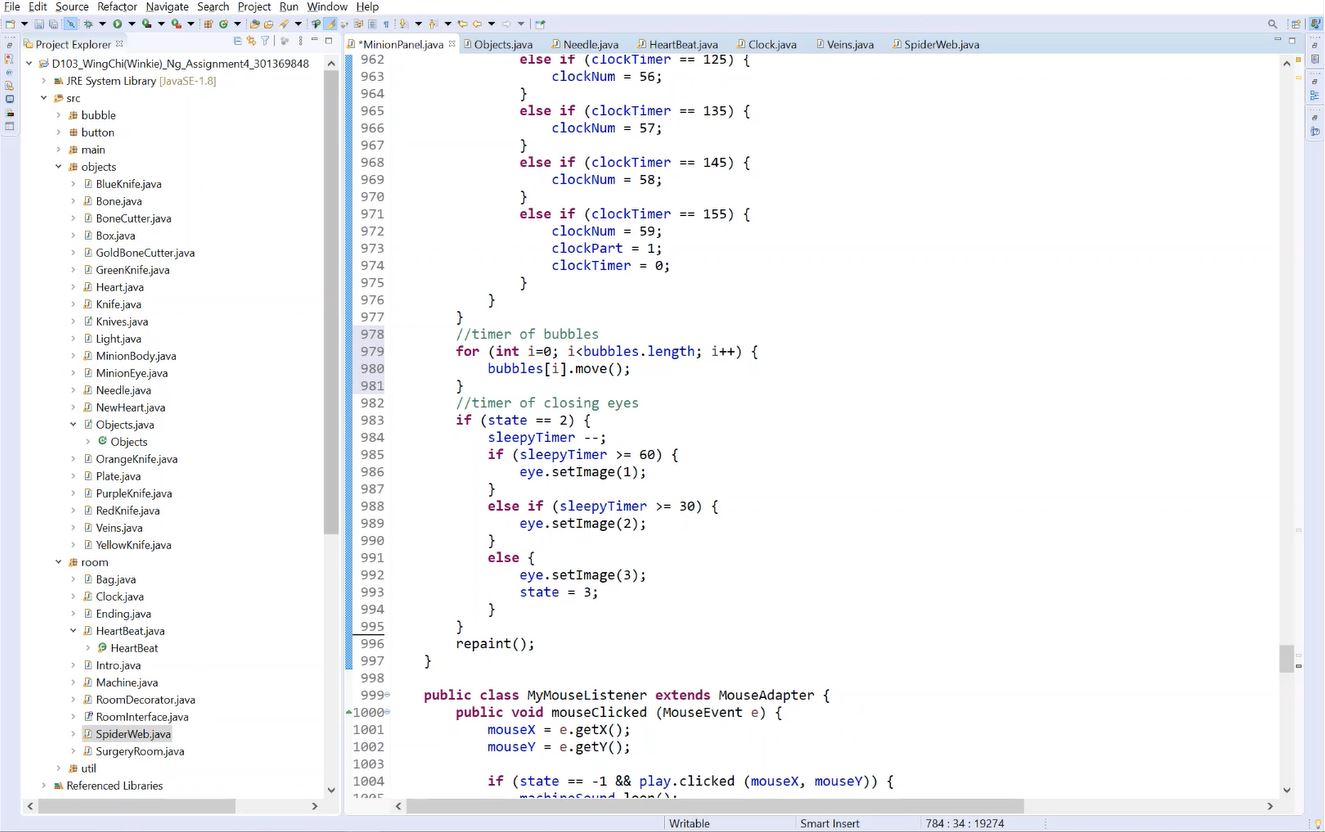 File Edit Source Refactor Navigate Search Project Run Window Help
Project Explorer
*MinionPanel.java Objects.java Needle.java HeartBeat.java Clock.java Veins.java SpiderWeb.java
D103_WingChi(Winkie)_Ng_Assignment4_301369848
JRE System Library [JavaSE-1.8]
src
bubble
button
main
objects
BlueKnife.java
Bone.java
BoneCutter.java
Box.java
GoldBoneCutter.java
GreenKnife.java
Heart.java
Knife.java
Knives.java
Light.java
MinionBody.java
MinionEye.java
Needle.java
NewHeart.java
Objects.java
Objects
OrangeKnife.java
Plate.java
PurpleKnife.java
RedKnife.java
Veins.java
YellowKnife.java
room
Bag.java
Clock.java
Ending.java
HeartBeat.java
HeartBeat
Intro.java
Machine.java
RoomDecorator.java
RoomInterface.java
SpiderWeb.java
SurgeryRoom.java
util
Referenced Libraries
962 else if (clockTimer == 125) {
963 clockNum = 56;
964 }
965 else if (clockTimer == 135) {
966 clockNum = 57;
967 }
968 else if (clockTimer == 145) {
969 clockNum = 58;
970 }
971 else if (clockTimer == 155) {
972 clockNum = 59;
973 clockPart = 1;
974 clockTimer = 0;
975 }
976 }
977 }
978 //timer of bubbles
979 for (int i=0; i<bubbles.length; i++) {
980 bubbles[i].move();
981 }
982 //timer of closing eyes
983 if (state == 2) {
984 sleepyTimer --;
985 if (sleepyTimer >= 60) {
986 eye.setImage(1);
987 }
988 else if (sleepyTimer >= 30) {
989 eye.setImage(2);
990 }
991 else {
992 eye.setImage(3);
993 state = 3;
994 }
995 }
996 repaint();
997 }
998
999 public class MyMouseListener extends MouseAdapter {
1000 public void mouseClicked (MouseEvent e) {
1001 mouseX = e.getX();
1002 mouseY = e.getY();
1003
1004 if (state == -1 && play.clicked (mouseX, mouseY)) {
1005 machineSound.loop();
Writable Smart Insert 784 : 34 : 19274